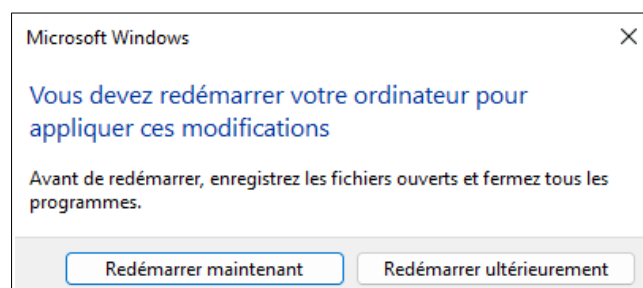 Microsoft Windows
Vous devez redémarrer votre ordinateur pour
appliquer ces modifications
Avant de redémarrer, enregistrez les fichiers ouverts et fermez tous les
programmes.
Redémarrer maintenant
Redémarrer ultérieurement